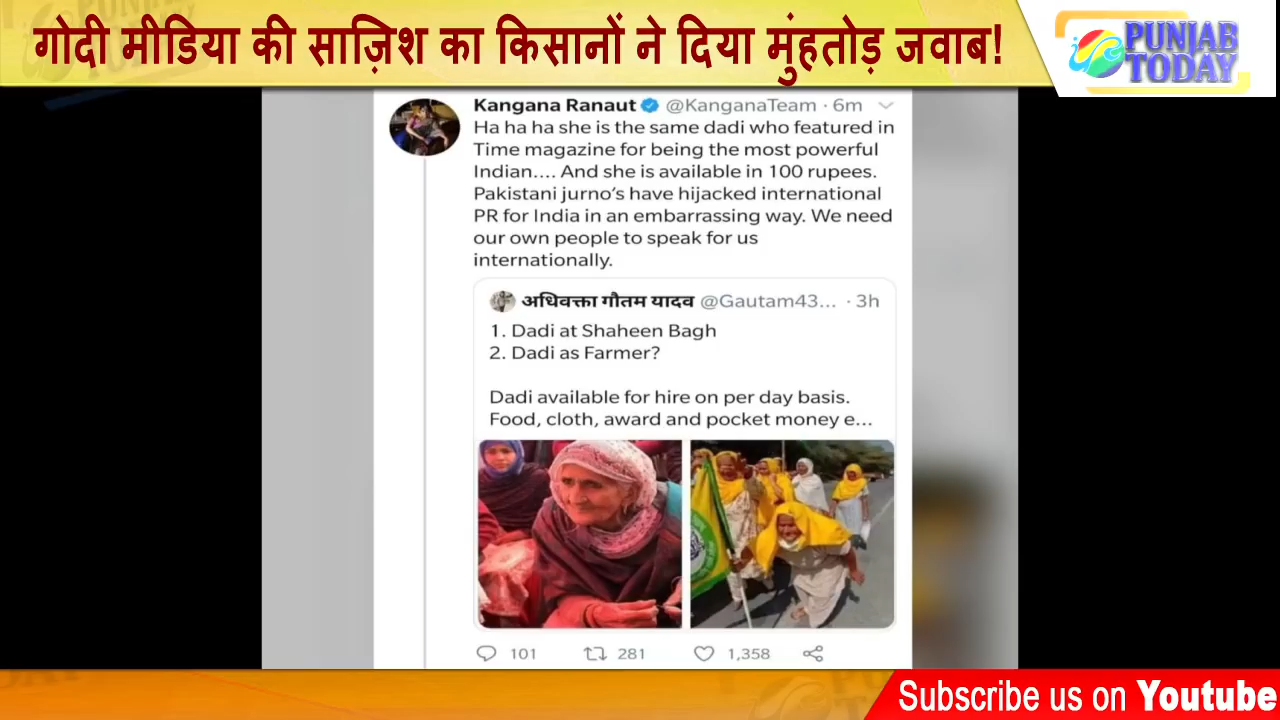 गोदी मीडिया की साज़िश का किसानों ने दिया मुंहतोड़ जवाब!
PUNJAB
TODAY
Kangana Ranaut @KanganaTeam · 6m
Ha ha ha she is the same dadi who featured in
Time magazine for being the most powerful
Indian.... And she is available in 100 rupees.
Pakistani jurno's have hijacked international
PR for India in an embarrassing way. We need
our own people to speak for us
internationally.
अधिवक्ता गौतम यादव @Gautam43... · 3h
1. Dadi at Shaheen Bagh
2. Dadi as Farmer?
Dadi available for hire on per day basis.
Food, cloth, award and pocket money e...
101 281 1,358
Subscribe us on Youtube